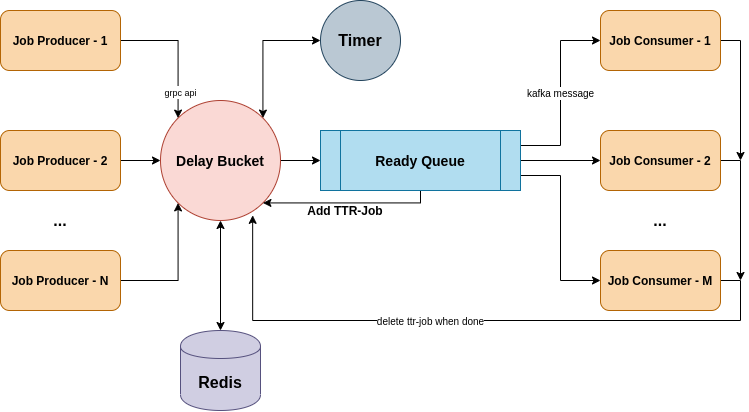 Job Producer - 1
Timer
Job Consumer - 1
grpc api
kafka message
Job Producer - 2
Delay Bucket
Ready Queue
Job Consumer - 2
Add TTR-Job
...
...
Job Producer - N
Job Consumer - M
delete ttr-job when done
Redis